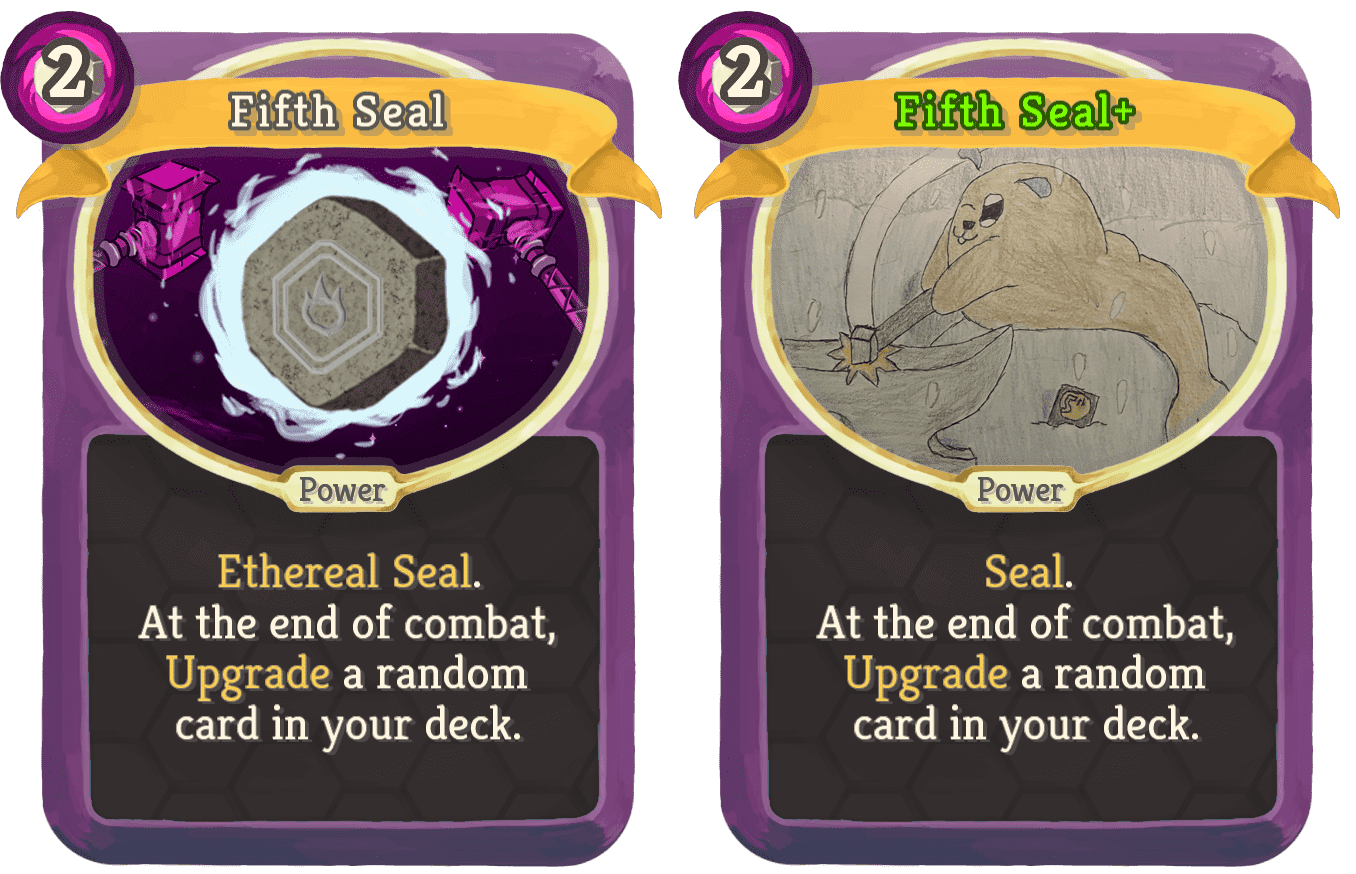 2
Fifth Seal
Power
Ethereal Seal.
At the end of combat,
Upgrade a random
card in your deck.
2
Fifth Seal+
Power
Seal.
At the end of combat,
Upgrade a random
card in your deck.